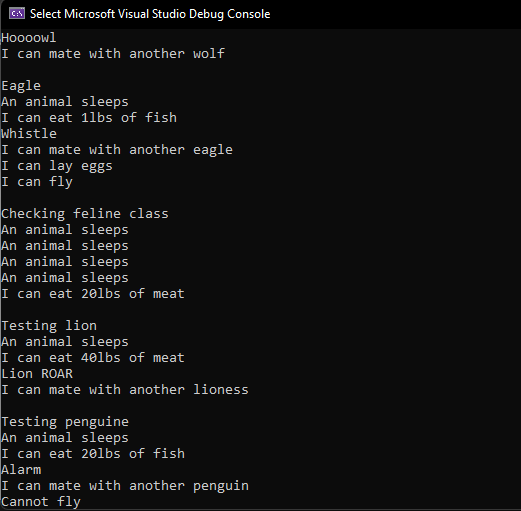 Select Microsoft Visual Studio Debug Console
Hoooowl
I can mate with another wolf
Eagle
An animal sleeps
I can eat 1lbs of fish
Whistle
I can mate with another eagle
I can lay eggs
I can fly
Checking feline class
An animal sleeps
An animal sleeps
An animal sleeps
An animal sleeps
I can eat 20lbs of meat
Testing lion
An animal sleeps
I can eat 40lbs of meat
Lion ROAR
I can mate with another lioness
Testing penguine
An animal sleeps
I can eat 20lbs of fish
Alarm
I can mate with another penguin
Cannot fly